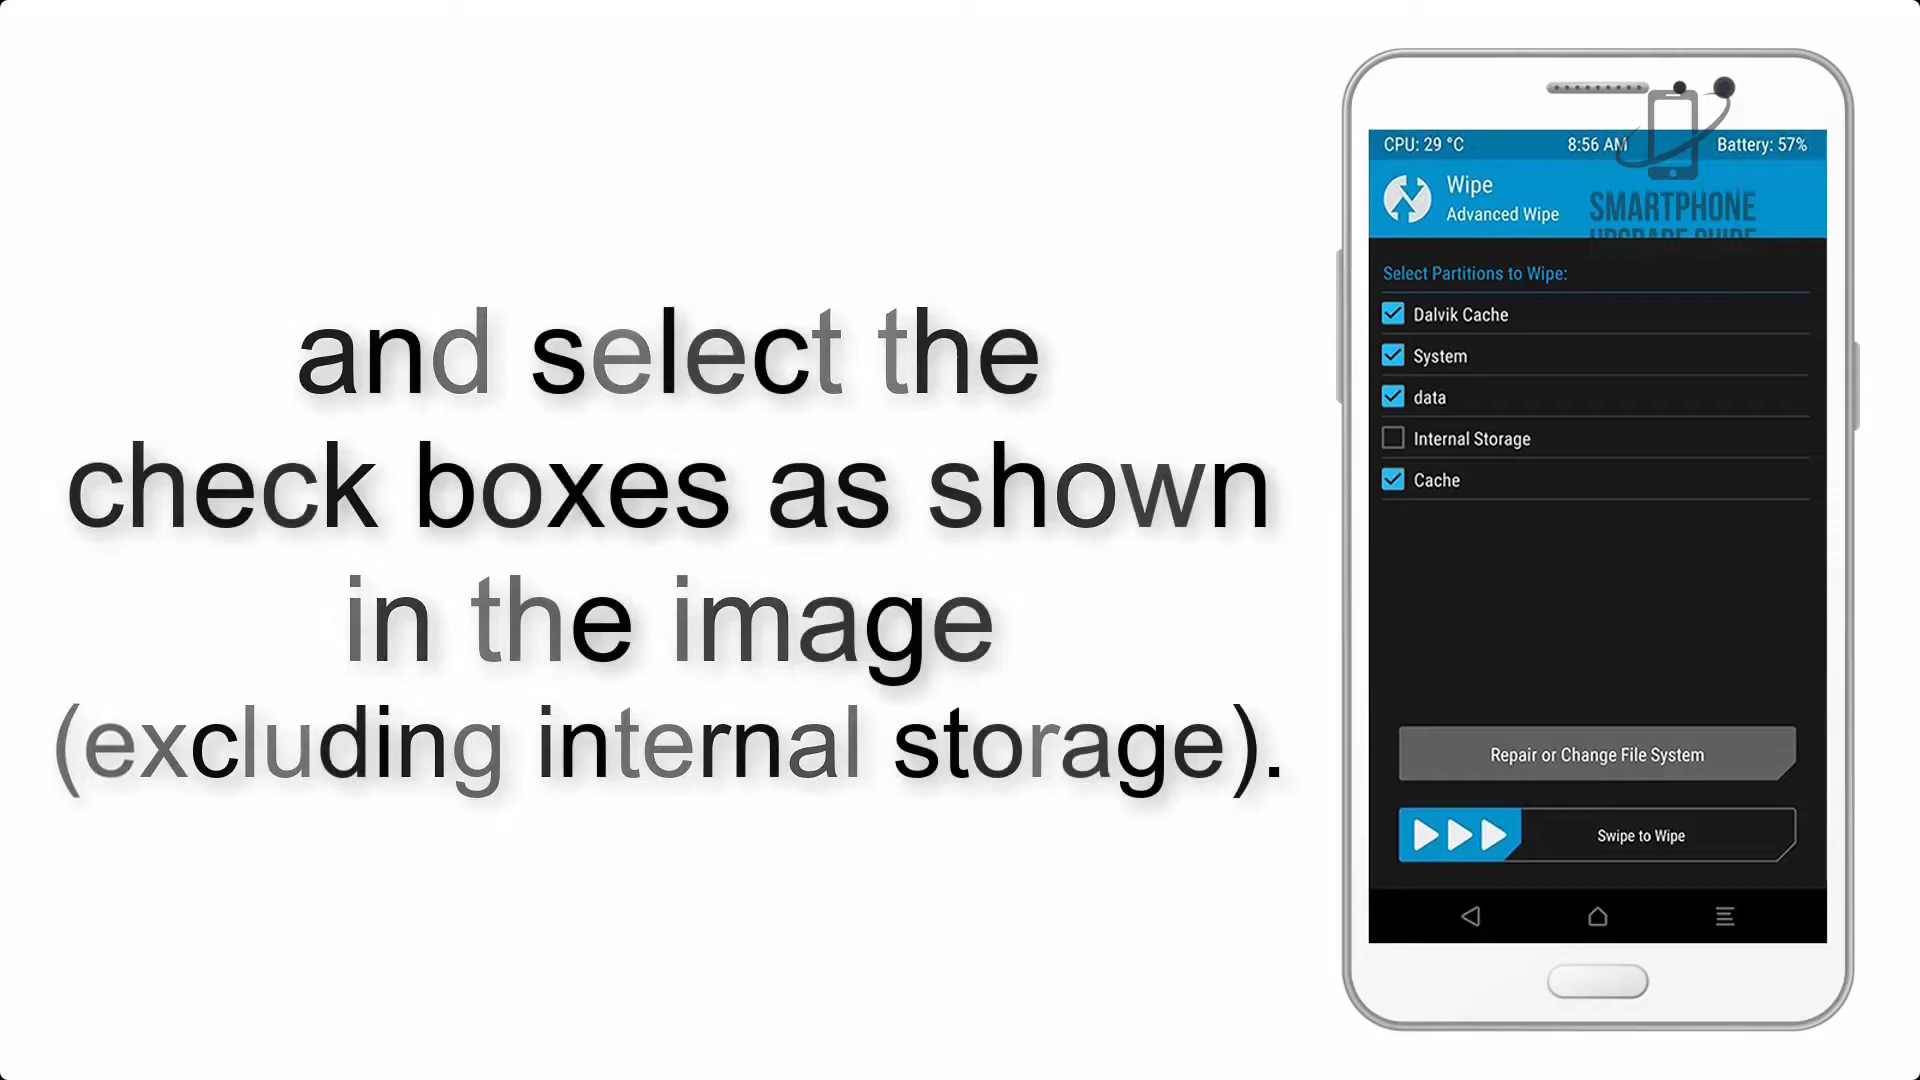 and select the
check boxes as shown
in the image
(excluding internal storage).
CPU: 29 °C 8:56 AM Battery: 57%
Wipe
Advanced Wipe
SMARTPHONE
UPGRADE GUIDE
Select Partitions to Wipe:
Dalvik Cache
System
data
Internal Storage
Cache
Repair or Change File System
Swipe to Wipe